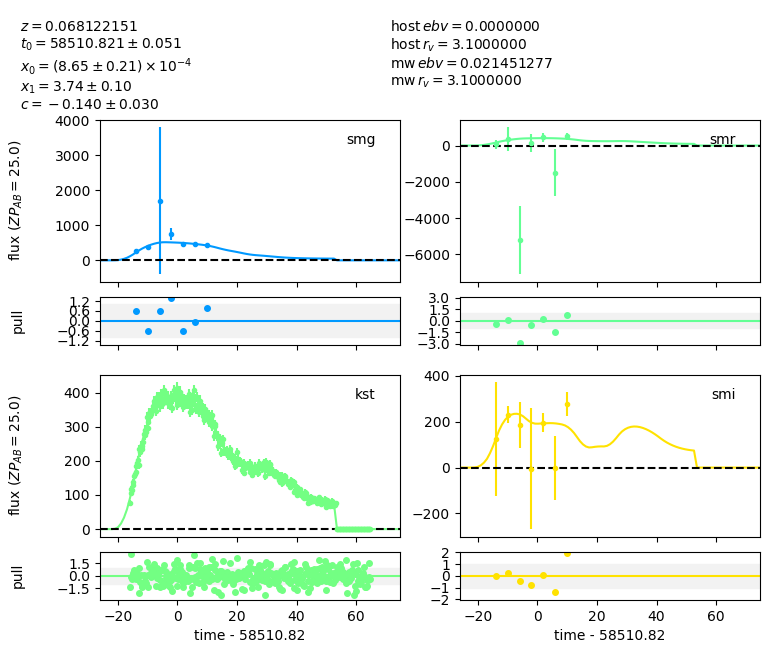 z = 0.068122151
t₀ = 58510.821 ± 0.051
x₀ = (8.65 ± 0.21) × 10⁻⁴
x₁ = 3.74 ± 0.10
c = −0.140 ± 0.030
host ebv = 0.0000000
host r_v = 3.1000000
mw ebv = 0.021451277
mw r_v = 3.1000000
smg
flux (ZP_AB = 25.0)
4000
3000
2000
1000
0
smr
0
−2000
−4000
−6000
pull
1.2
0.6
0.0
−0.6
−1.2
3.0
1.5
0.0
−1.5
−3.0
kst
flux (ZP_AB = 25.0)
400
300
200
100
0
smi
400
200
0
−200
pull
1.5
0.0
−1.5
2
1
0
−1
−2
−20 0 20 40 60
time - 58510.82
−20 0 20 40 60
time - 58510.82